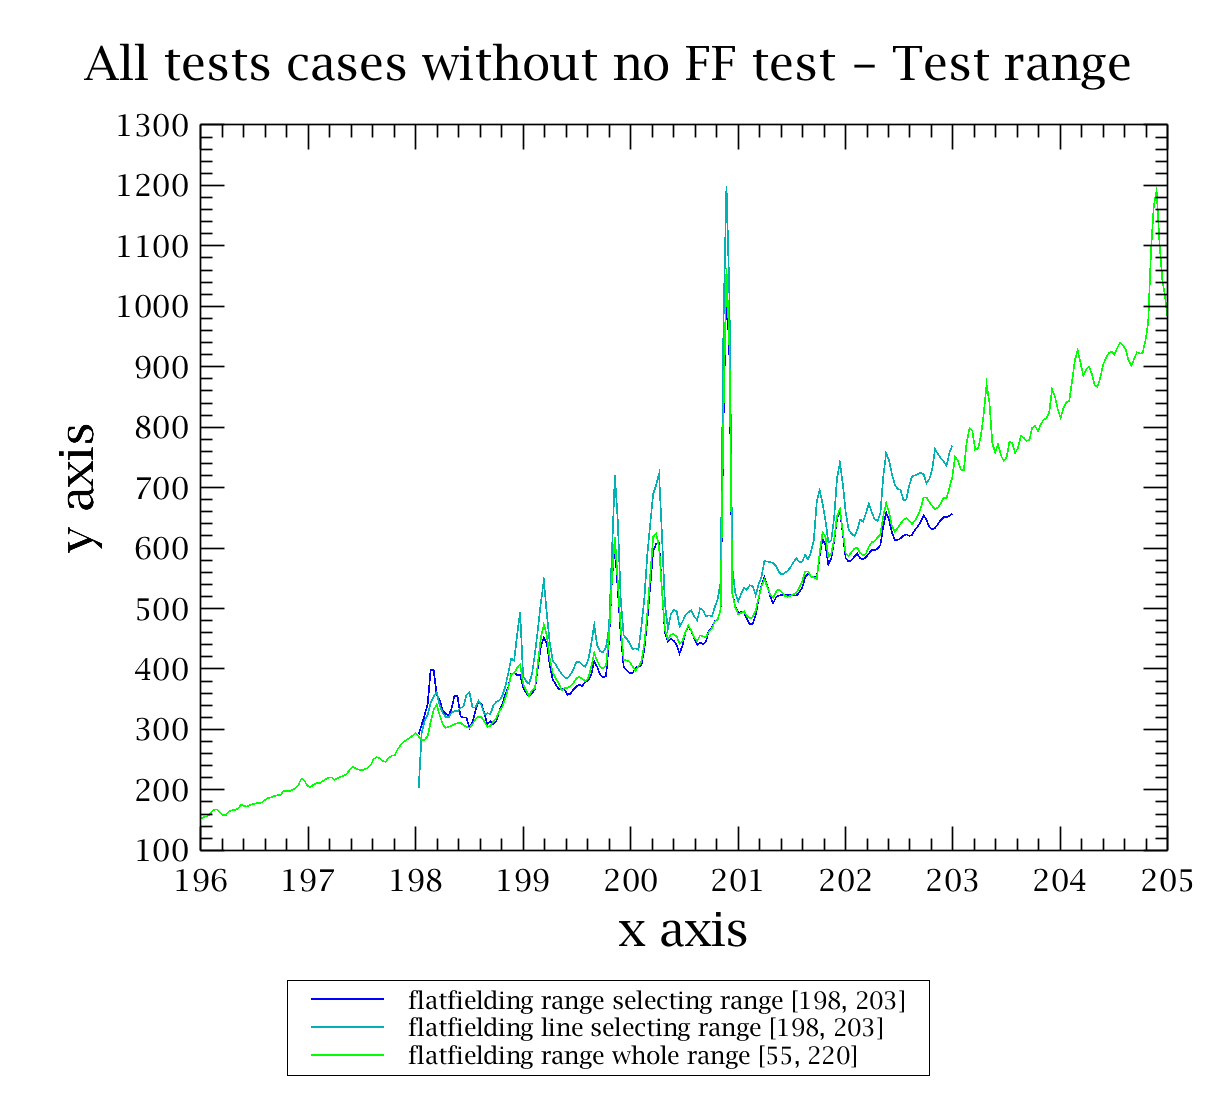 All tests cases without no FF test – Test range
1300
1200
1100
1000
900
800
700
600
500
400
300
200
100
y axis
196 197 198 199 200 201 202 203 204 205
x axis
flatfielding range selecting range [198, 203]
flatfielding line selecting range [198, 203]
flatfielding range whole range [55, 220]